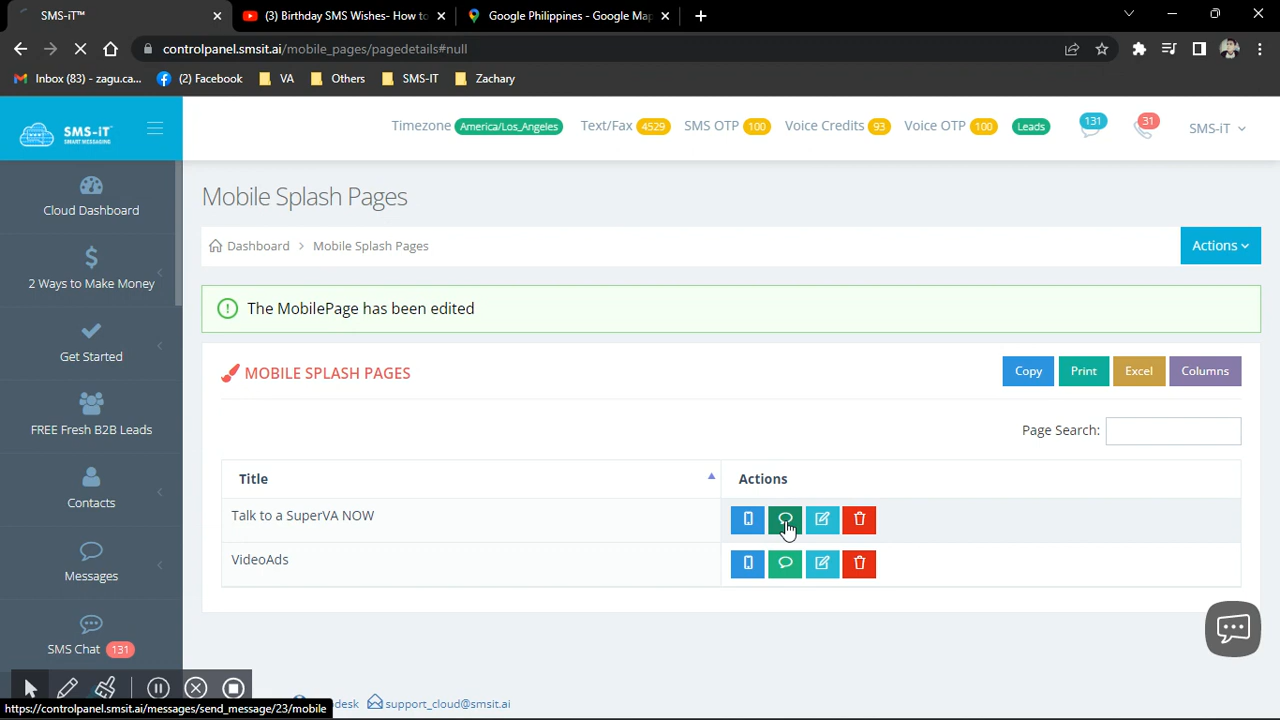 SMS-iT™
(3) Birthday SMS Wishes- How to
Google Philippines - Google Map
controlpanel.smsit.ai/mobile_pages/pagedetails#null
Inbox (83) - zagu.ca...
(2) Facebook
VA
Others
SMS-IT
Zachary
SMS-iT
SMART MESSAGING
Timezone America/Los_Angeles
Text/Fax 4529
SMS OTP 100
Voice Credits 93
Voice OTP 100
Leads
131
31
SMS-iT
Cloud Dashboard
2 Ways to Make Money
Get Started
FREE Fresh B2B Leads
Contacts
Messages
SMS Chat 131
Mobile Splash Pages
Dashboard > Mobile Splash Pages
Actions
The MobilePage has been edited
MOBILE SPLASH PAGES
Copy
Print
Excel
Columns
Page Search:
Title
Actions
Talk to a SuperVA NOW
VideoAds
desk
support_cloud@smsit.ai
https://controlpanel.smsit.ai/messages/send_message/23/mobile